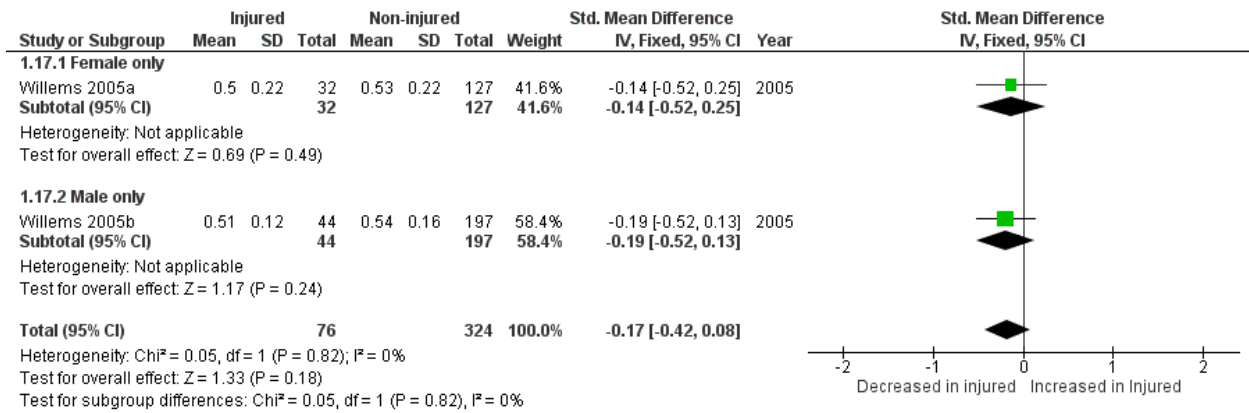 Injured Non-injured Std. Mean Difference Std. Mean Difference
Study or Subgroup Mean SD Total Mean SD Total Weight IV, Fixed, 95% CI Year IV, Fixed, 95% CI
1.17.1 Female only
Willems 2005a 0.5 0.22 32 0.53 0.22 127 41.6% -0.14 [-0.52, 0.25] 2005
Subtotal (95% CI) 32 127 41.6% -0.14 [-0.52, 0.25]
Heterogeneity: Not applicable
Test for overall effect: Z = 0.69 (P = 0.49)
1.17.2 Male only
Willems 2005b 0.51 0.12 44 0.54 0.16 197 58.4% -0.19 [-0.52, 0.13] 2005
Subtotal (95% CI) 44 197 58.4% -0.19 [-0.52, 0.13]
Heterogeneity: Not applicable
Test for overall effect: Z = 1.17 (P = 0.24)
Total (95% CI) 76 324 100.0% -0.17 [-0.42, 0.08]
Heterogeneity: Chi² = 0.05, df = 1 (P = 0.82); I² = 0%
Test for overall effect: Z = 1.33 (P = 0.18)
Test for subgroup differences: Chi² = 0.05, df = 1 (P = 0.82), I² = 0%
-2 -1 0 1 2
Decreased in injured Increased in Injured